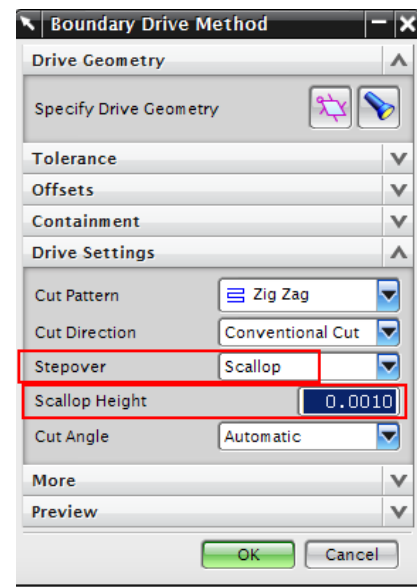 Boundary Drive Method
Drive Geometry
Specify Drive Geometry
Tolerance
Offsets
Containment
Drive Settings
Cut Pattern Zig Zag
Cut Direction Conventional Cut
Stepover Scallop
Scallop Height 0.0010
Cut Angle Automatic
More
Preview
OK Cancel